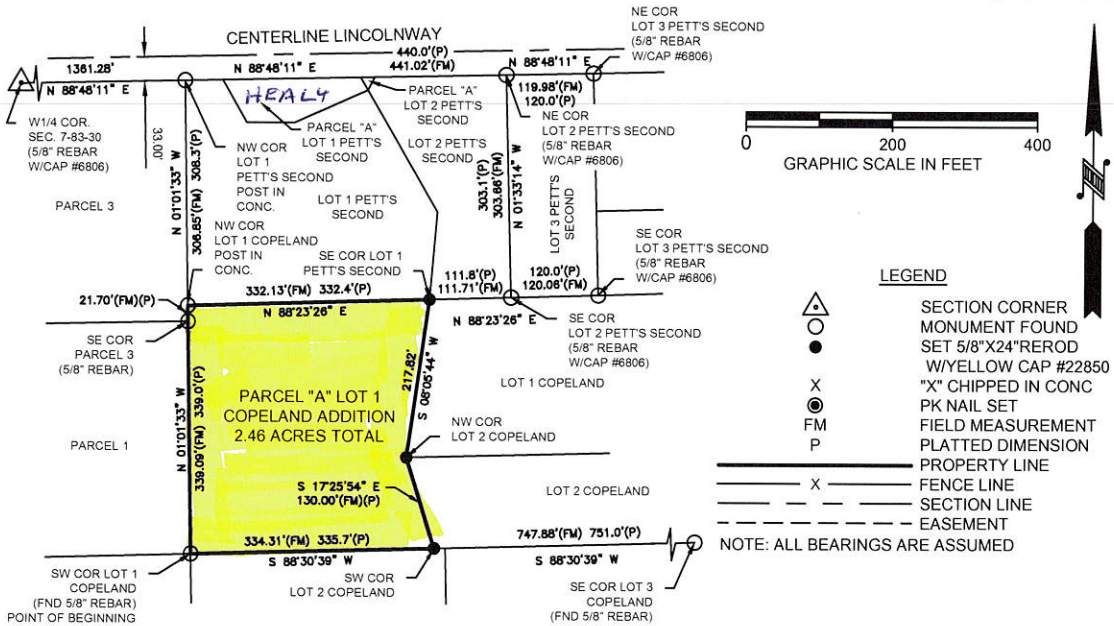 CENTERLINE LINCOLNWAY
NE COR
LOT 3 PETT'S SECOND
(5/8" REBAR
W/CAP #6806)
1361.28'
N 88°48'11" E
N 88°48'11" E
440.0'(P)
441.02'(FM)
N 88°48'11" E
119.98'(FM)
120.0'(P)
W1/4 COR.
SEC. 7-83-30
(5/8" REBAR
W/CAP #6806)
33.00'
HEALY
PARCEL "A"
LOT 1 PETT'S
SECOND
PARCEL "A"
LOT 2 PETT'S
SECOND
NE COR
LOT 2 PETT'S SECOND
(5/8" REBAR
W/CAP #6806)
0
200
400
GRAPHIC SCALE IN FEET
PARCEL 3
N 01°01'33" W
306.85'(FM) 308.3'(P)
NW COR
LOT 1
PETT'S SECOND
POST IN
CONC.
LOT 1 PETT'S
SECOND
LOT 2 PETT'S
SECOND
303.1'(P)
303.66'(FM)
N 01°33'14" W
LOT 3 PETT'S
SECOND
NW COR
LOT 1 COPELAND
POST IN
CONC.
SE COR LOT 1
PETT'S SECOND
SE COR
LOT 3 PETT'S SECOND
(5/8" REBAR
W/CAP #6806)
21.70'(FM)(P)
332.13'(FM) 332.4'(P)
N 88°23'26" E
111.8'(P)
111.71'(FM)
120.0'(P)
120.06'(FM)
N 88°23'26" E
SE COR
PARCEL 3
(5/8" REBAR)
SE COR
LOT 2 PETT'S SECOND
(5/8" REBAR
W/CAP #6806)
LOT 1 COPELAND
PARCEL 1
N 01°01'33" W
339.09'(FM) 339.0'(P)
PARCEL "A" LOT 1
COPELAND ADDITION
2.46 ACRES TOTAL
217.82'
S 08°05'44" W
NW COR
LOT 2 COPELAND
S 17°25'54" E
130.00'(FM)(P)
LOT 2 COPELAND
334.31'(FM) 335.7'(P)
S 88°30'39" W
747.88'(FM) 751.0'(P)
S 88°30'39" W
SW COR LOT 1
COPELAND
(FND 5/8" REBAR)
POINT OF BEGINNING
SW COR
LOT 2 COPELAND
SE COR LOT 3
COPELAND
(FND 5/8" REBAR)
LEGEND
SECTION CORNER
MONUMENT FOUND
SET 5/8"X24"REROD
W/YELLOW CAP #22850
X "X" CHIPPED IN CONC
PK NAIL SET
FM FIELD MEASUREMENT
P PLATTED DIMENSION
PROPERTY LINE
X FENCE LINE
SECTION LINE
EASEMENT
NOTE: ALL BEARINGS ARE ASSUMED